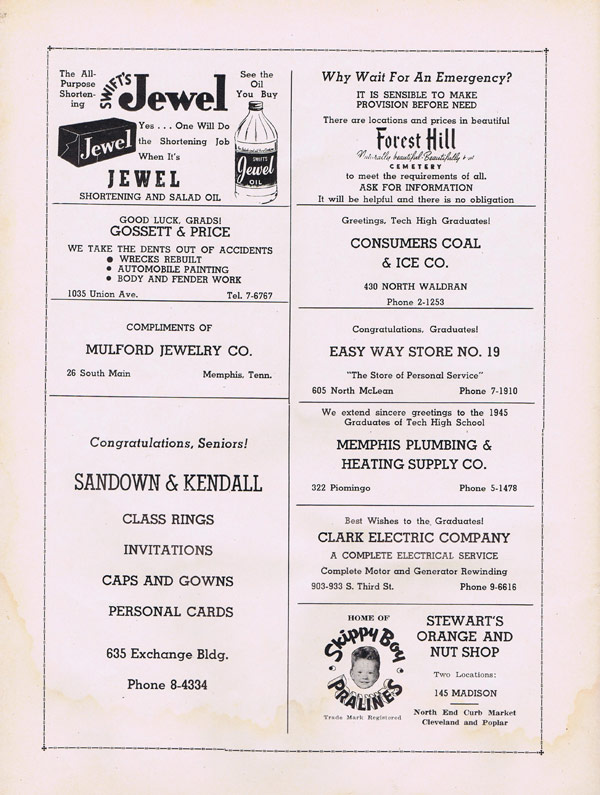 The All-
Purpose
Shorten-
ing
SWIFT'S
Jewel
See the
Oil
You Buy
Jewel
Yes . . . One Will Do
the Shortening Job
When It's
JEWEL
SHORTENING AND SALAD OIL
SWIFT'S
Jewel
OIL
GOOD LUCK, GRADS!
GOSSETT & PRICE
WE TAKE THE DENTS OUT OF ACCIDENTS
● WRECKS REBUILT
● AUTOMOBILE PAINTING
● BODY AND FENDER WORK
1035 Union Ave. Tel. 7-6767
COMPLIMENTS OF
MULFORD JEWELRY CO.
26 South Main Memphis, Tenn.
Congratulations, Seniors!
SANDOWN & KENDALL
CLASS RINGS
INVITATIONS
CAPS AND GOWNS
PERSONAL CARDS
635 Exchange Bldg.
Phone 8-4334
Why Wait For An Emergency?
IT IS SENSIBLE TO MAKE
PROVISION BEFORE NEED
There are locations and prices in beautiful
Forest Hill
Naturally beautiful-Beautifully
CEMETERY
to meet the requirements of all.
ASK FOR INFORMATION
It will be helpful and there is no obligation
Greetings, Tech High Graduates!
CONSUMERS COAL
& ICE CO.
430 NORTH WALDRAN
Phone 2-1253
Congratulations, Graduates!
EASY WAY STORE NO. 19
"The Store of Personal Service"
605 North McLean Phone 7-1910
We extend sincere greetings to the 1945
Graduates of Tech High School
MEMPHIS PLUMBING &
HEATING SUPPLY CO.
322 Piomingo Phone 5-1478
Best Wishes to the Graduates!
CLARK ELECTRIC COMPANY
A COMPLETE ELECTRICAL SERVICE
Complete Motor and Generator Rewinding
903-933 S. Third St. Phone 9-6616
HOME OF
Skippy Boy
PRALINES
Trade Mark Registered
STEWART'S
ORANGE AND
NUT SHOP
Two Locations:
145 MADISON
North End Curb Market
Cleveland and Poplar